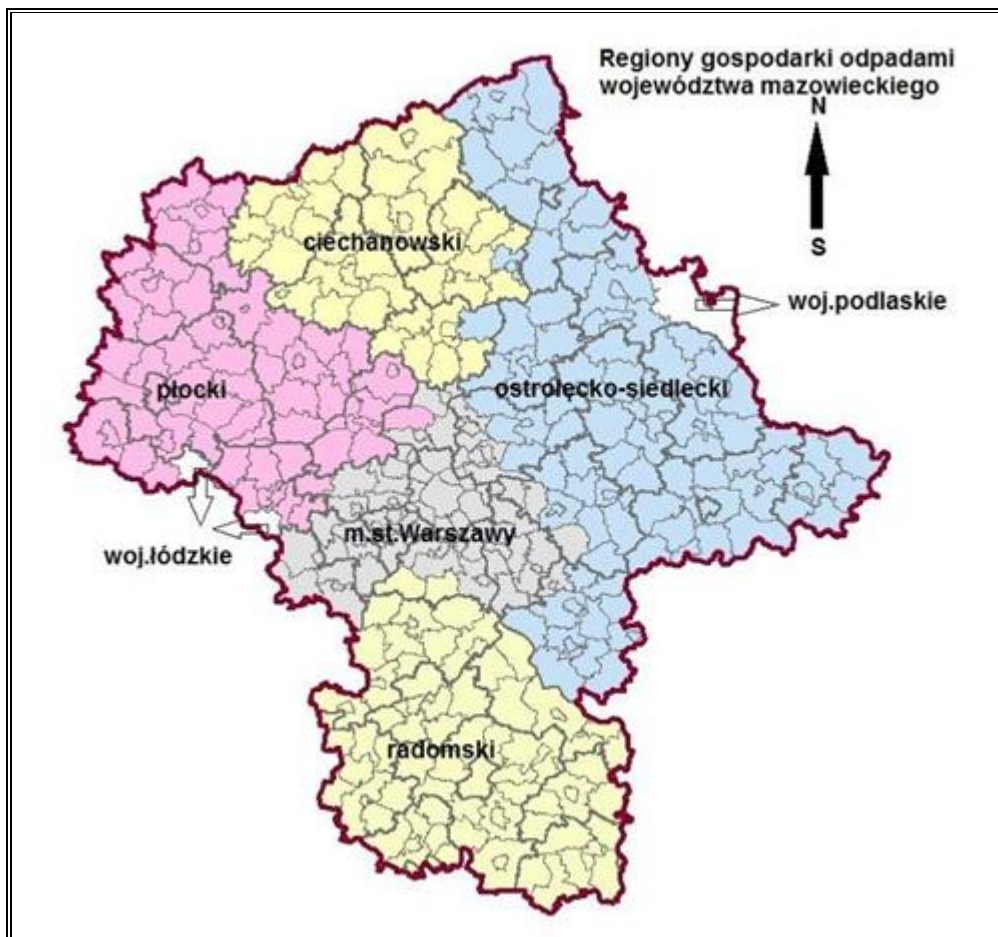 Regiony gospodarki odpadami
województwa mazowieckiego
N
S
ciechanowski
woj.podlaskie
płocki
ostrołęcko-siedlecki
m.st.Warszawy
woj.łódzkie
radomski